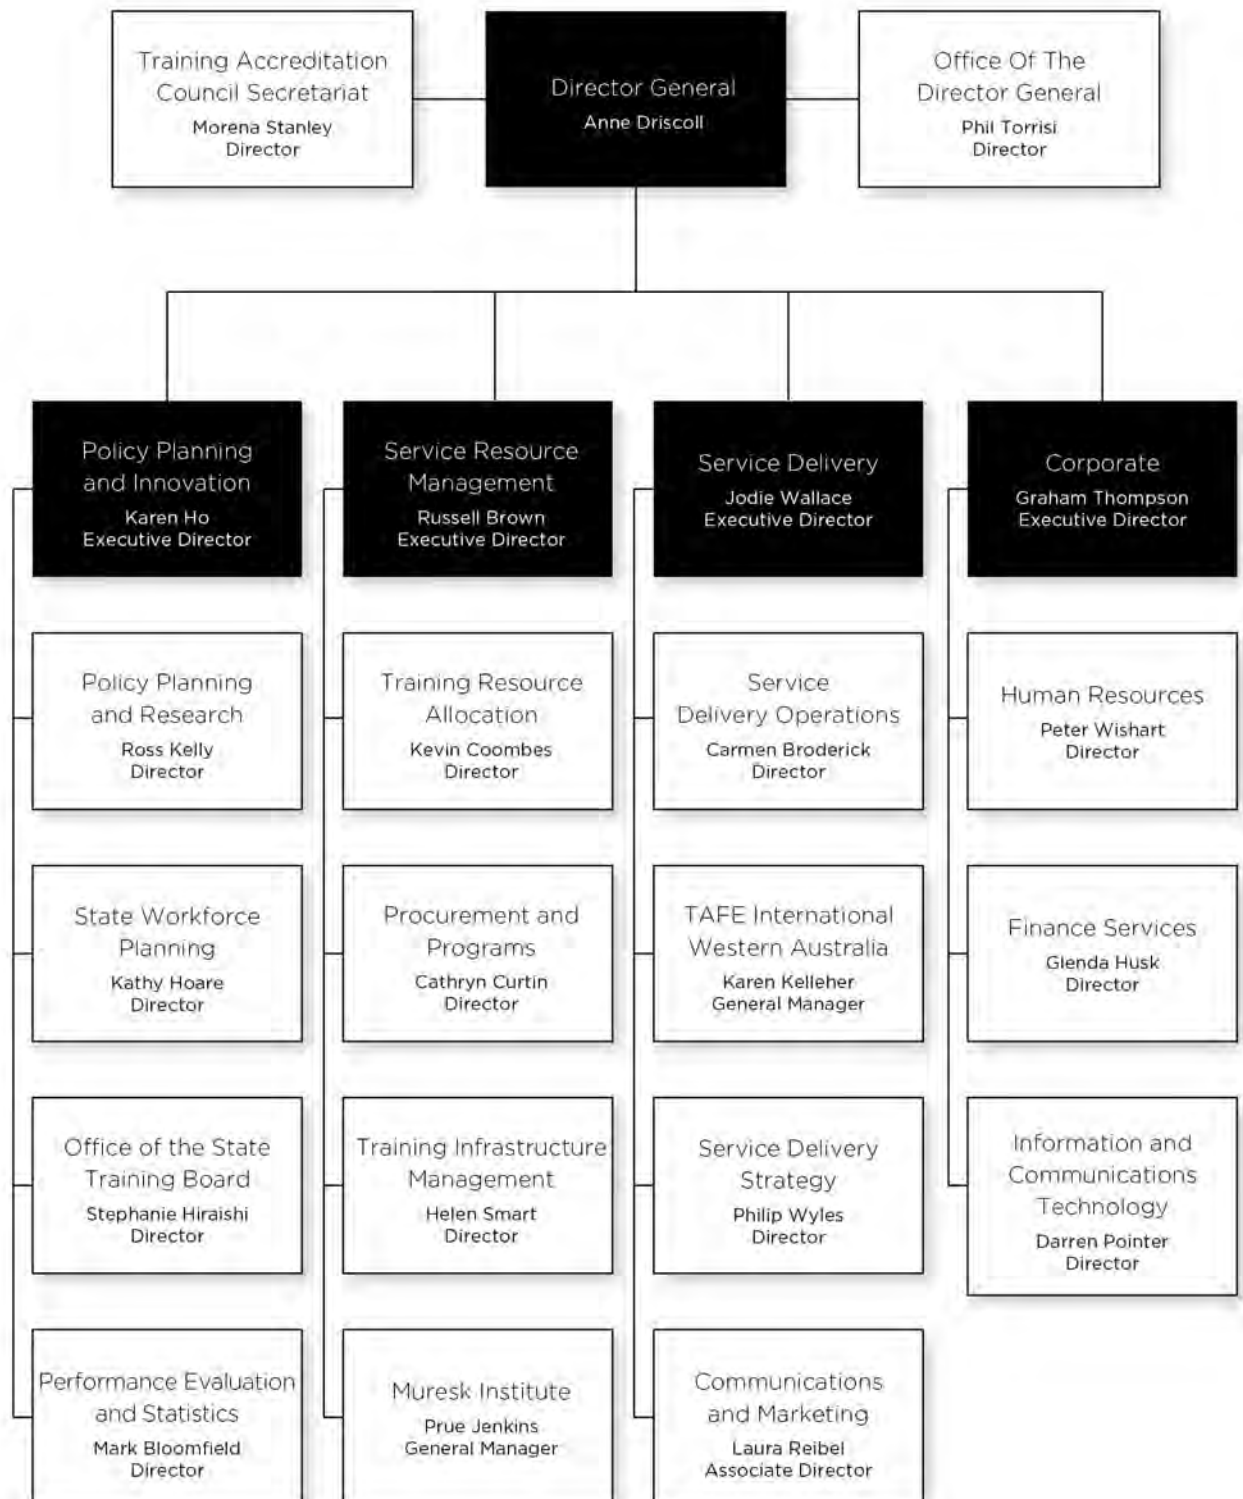 Training Accreditation
Council Secretariat
Morena Stanley
Director
Director General
Anne Driscoll
Office Of The
Director General
Phil Torrisi
Director
Policy Planning
and Innovation
Karen Ho
Executive Director
Service Resource
Management
Russell Brown
Executive Director
Service Delivery
Jodie Wallace
Executive Director
Corporate
Graham Thompson
Executive Director
Policy Planning
and Research
Ross Kelly
Director
Training Resource
Allocation
Kevin Coombes
Director
Service
Delivery Operations
Carmen Broderick
Director
Human Resources
Peter Wishart
Director
State Workforce
Planning
Kathy Hoare
Director
Procurement and
Programs
Cathryn Curtin
Director
TAFE International
Western Australia
Karen Kelleher
General Manager
Finance Services
Glenda Husk
Director
Office of the State
Training Board
Stephanie Hiraishi
Director
Training Infrastructure
Management
Helen Smart
Director
Service Delivery
Strategy
Philip Wyles
Director
Information and
Communications
Technology
Darren Pointer
Director
Performance Evaluation
and Statistics
Mark Bloomfield
Director
Muresk Institute
Prue Jenkins
General Manager
Communications
and Marketing
Laura Reibel
Associate Director